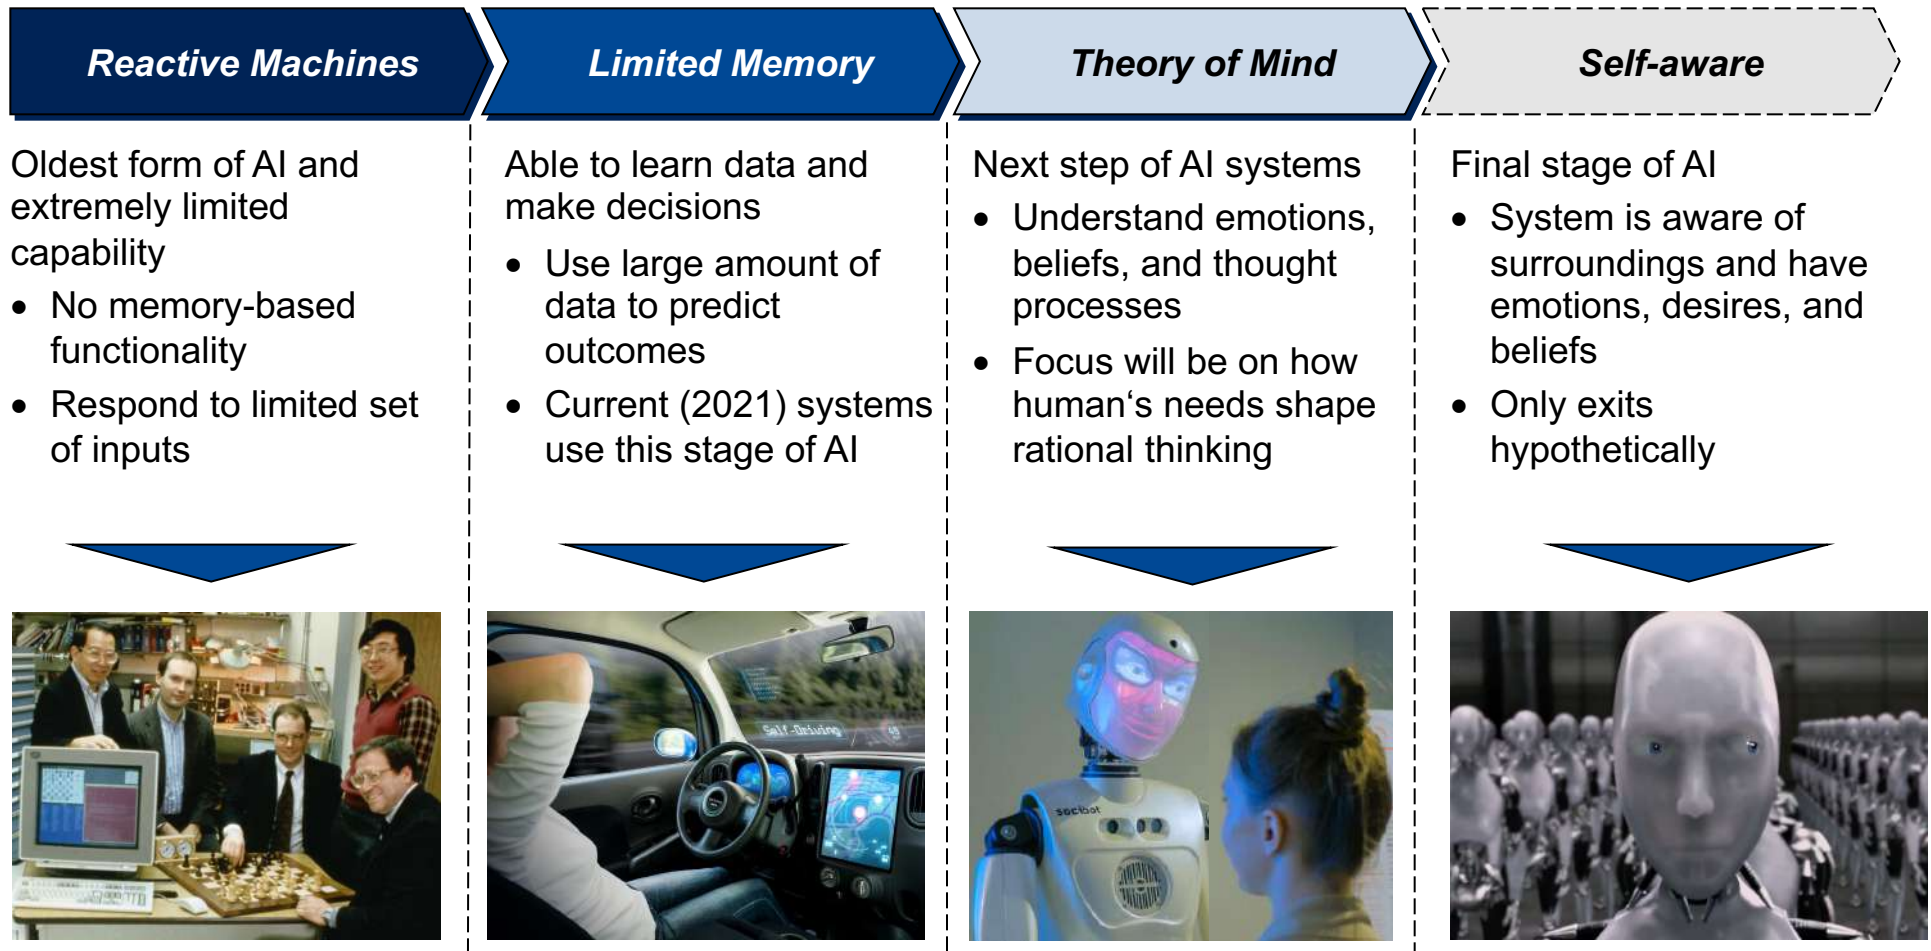 Reactive Machines
Limited Memory
Theory of Mind
Self-aware
Oldest form of AI and
extremely limited
capability
• No memory-based
functionality
• Respond to limited set
of inputs
Able to learn data and
make decisions
• Use large amount of
data to predict
outcomes
• Current (2021) systems
use this stage of AI
Next step of AI systems
• Understand emotions,
beliefs, and thought
processes
• Focus will be on how
human‘s needs shape
rational thinking
Final stage of AI
• System is aware of
surroundings and have
emotions, desires, and
beliefs
• Only exits
hypothetically
Self-Driving
socibot